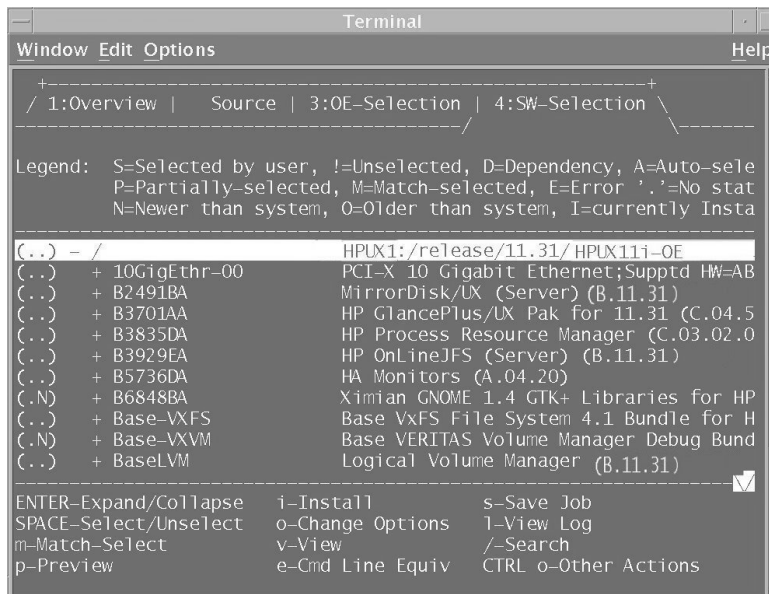 Terminal
Window Edit Options Help
/ 1:Overview | Source | 3:OE-Selection | 4:SW-Selection \
Legend: S=Selected by user, !=Unselected, D=Dependency, A=Auto-sele
P=Partially-selected, M=Match-selected, E=Error '.'=No stat
N=Newer than system, O=Older than system, I=currently Insta
(..) - / HPUX1:/release/11.31/HPUX11i-OE
(..) + 10GigEthr-00 PCI-X 10 Gigabit Ethernet;Supptd HW=AB
(..) + B2491BA MirrorDisk/UX (Server) (B.11.31)
(..) + B3701AA HP GlancePlus/UX Pak for 11.31 (C.04.5
(..) + B3835DA HP Process Resource Manager (C.03.02.0
(..) + B3929EA HP OnLineJFS (Server) (B.11.31)
(..) + B5736DA HA Monitors (A.04.20)
(.N) + B6848BA Ximian GNOME 1.4 GTK+ Libraries for HP
(..) + Base-VXFS Base VxFS File System 4.1 Bundle for H
(.N) + Base-VXVM Base VERITAS Volume Manager Debug Bund
(..) + BaseLVM Logical Volume Manager (B.11.31)
ENTER-Expand/Collapse i-Install s-Save Job
SPACE-Select/Unselect o-Change Options l-View Log
m-Match-Select v-View /-Search
p-Preview e-Cmd Line Equiv CTRL o-Other Actions